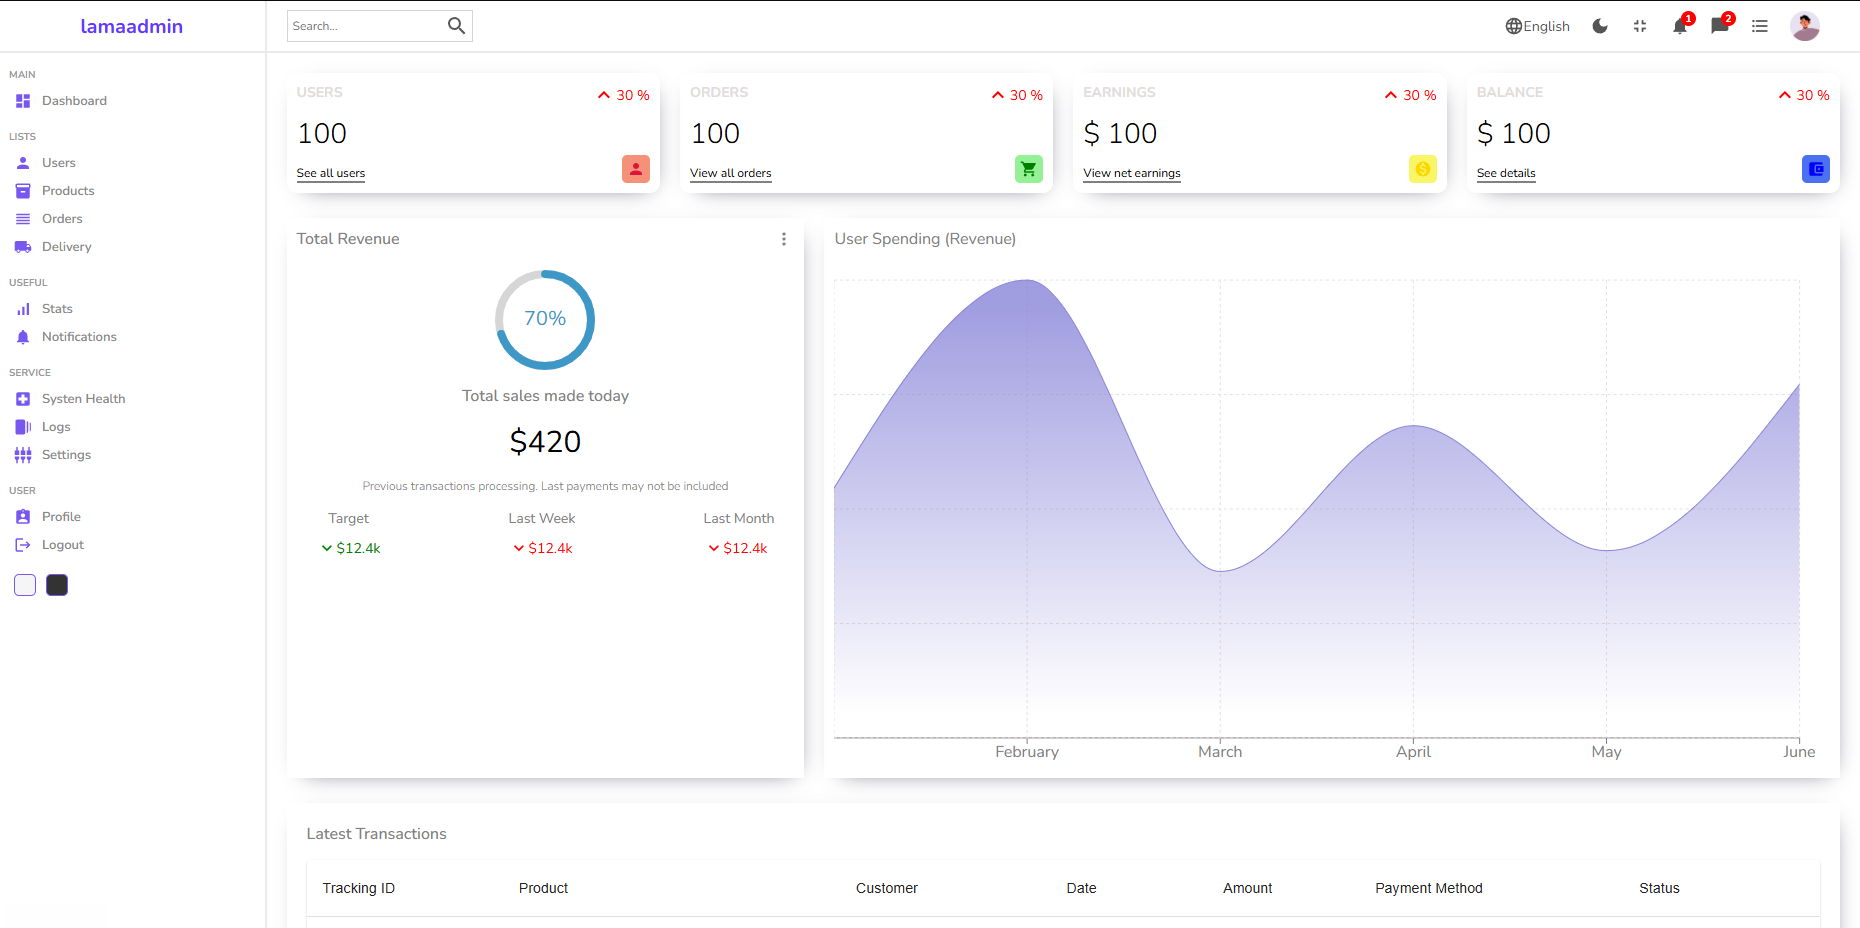 lamaadmin
Search...
English
1
2
MAIN
Dashboard
LISTS
Users
Products
Orders
Delivery
USEFUL
Stats
Notifications
SERVICE
Systen Health
Logs
Settings
USER
Profile
Logout
USERS
30 %
100
See all users
ORDERS
30 %
100
View all orders
EARNINGS
30 %
$ 100
View net earnings
BALANCE
30 %
$ 100
See details
Total Revenue
70%
Total sales made today
$420
Previous transactions processing. Last payments may not be included
Target Last Week Last Month
$12.4k $12.4k $12.4k
User Spending (Revenue)
February March April May June
Latest Transactions
Tracking ID Product Customer Date Amount Payment Method Status